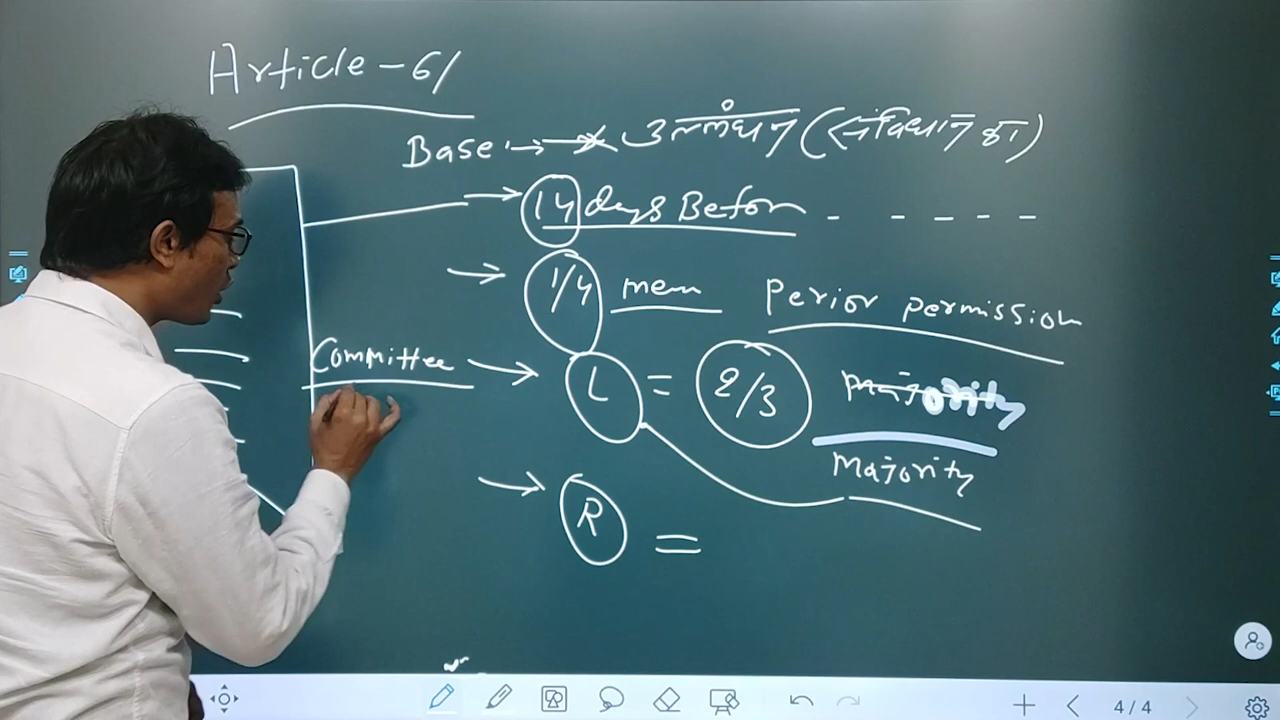 Article-61
Base :→ → उल्लंघन (संविधान का)
→ 14 days Befor - - - - - -
→ 1/4 mem Perior permission
Committee → L = 2/3 Majority
Majority
→ R =
4/4